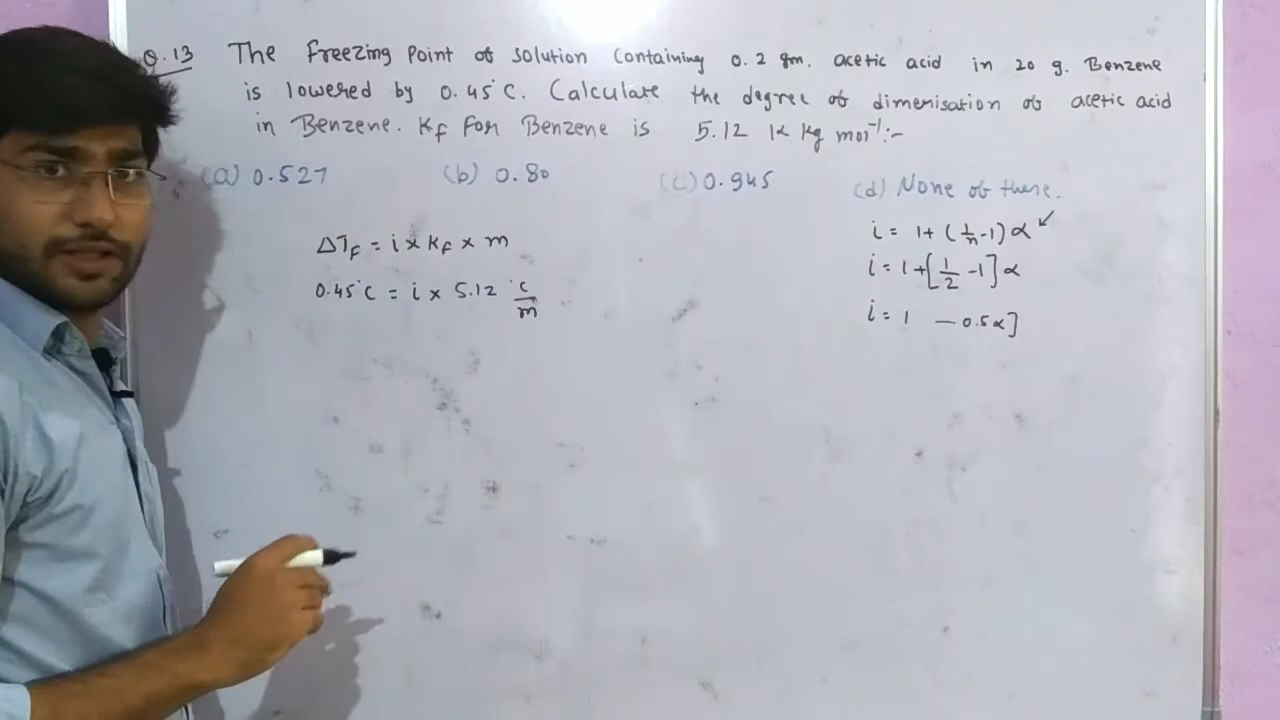 Q.13 The Freezing Point of solution Containing 0.2 gm. acetic acid in 20 g. Benzene
is lowered by 0.45°C. Calculate the degree of dimerisation of acetic acid
in Benzene. Kf For Benzene is 5.12 K kg mol⁻¹:-
(a) 0.527 (b) 0.80 (c) 0.945 (d) None of these.
ΔTF = i × KF × m
0.45°C = i × 5.12 °C/m
i = 1 + (1/n - 1) α
i = 1 + [1/2 - 1] α
i = 1 - 0.5α]